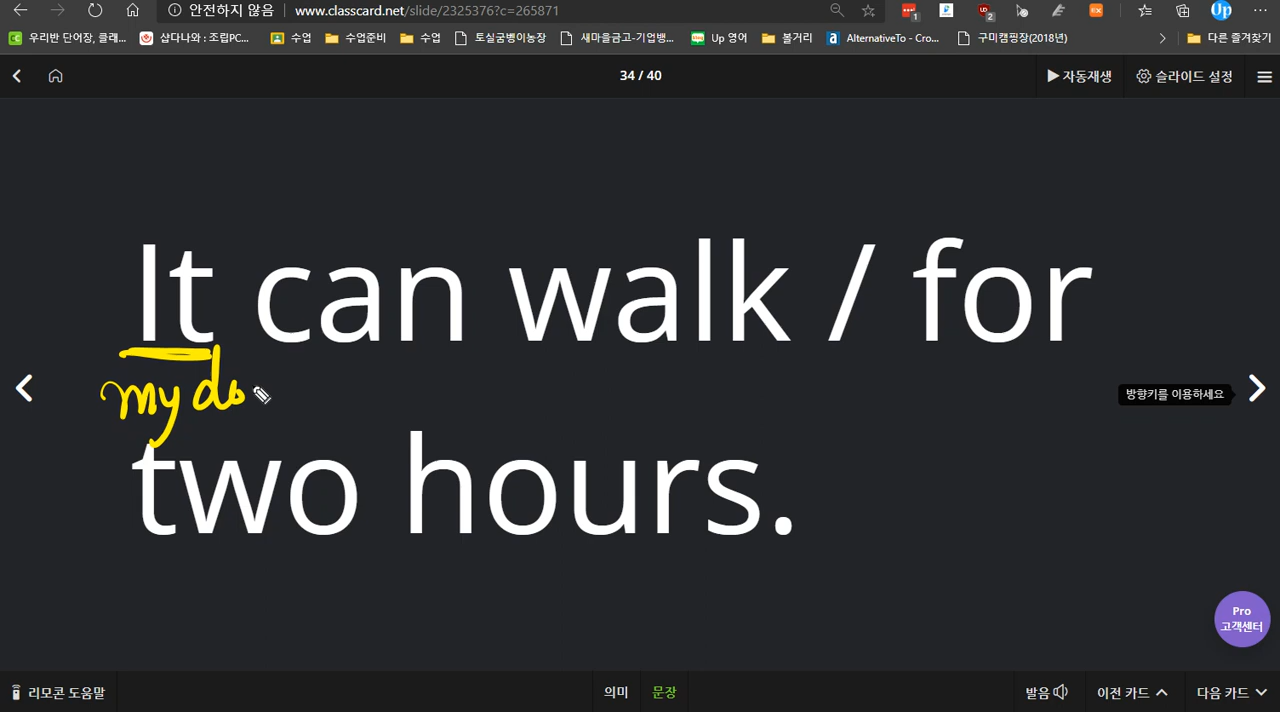 안전하지 않음 www.classcard.net/slide/2325376?c=265871
우리반 단어장, 클래... 샵다나와 : 조립PC... 수업 수업준비 수업 토실굼벵이농장 새마을금고-기업뱅... Up 영어 볼거리 AlternativeTo - Cro... 구미캠핑장(2018년) 다른 즐겨찾기
34 / 40 자동재생 슬라이드 설정
It can walk / for
my do
방향키를 이용하세요
two hours.
Pro
고객센터
리모콘 도움말 의미 문장 발음 이전 카드 다음 카드